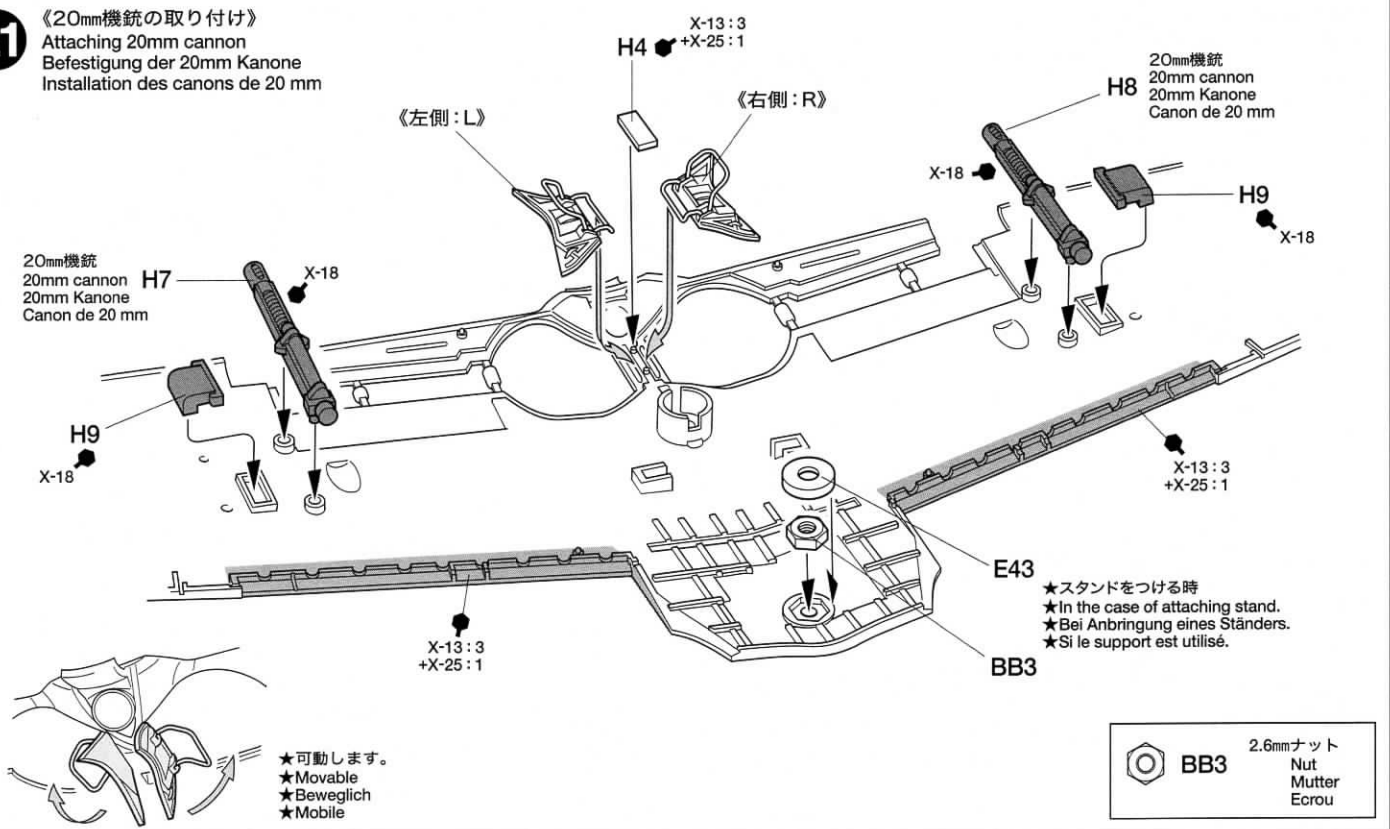 《20mm機銃の取り付け》
Attaching 20mm cannon
Befestigung der 20mm Kanone
Installation des canons de 20 mm
H4
X-13 : 3
+X-25 : 1
《左側 : L》
《右側 : R》
H8
20mm機銃
20mm cannon
20mm Kanone
Canon de 20 mm
X-18
H9
X-18
20mm機銃
20mm cannon
20mm Kanone
Canon de 20 mm
H7
X-18
H9
X-18
X-13 : 3
+X-25 : 1
E43
★スタンドをつける時
★In the case of attaching stand.
★Bei Anbringung eines Ständers.
★Si le support est utilisé.
BB3
X-13 : 3
+X-25 : 1
★可動します。
★Movable
★Beweglich
★Mobile
BB3
2.6mmナット
Nut
Mutter
Ecrou